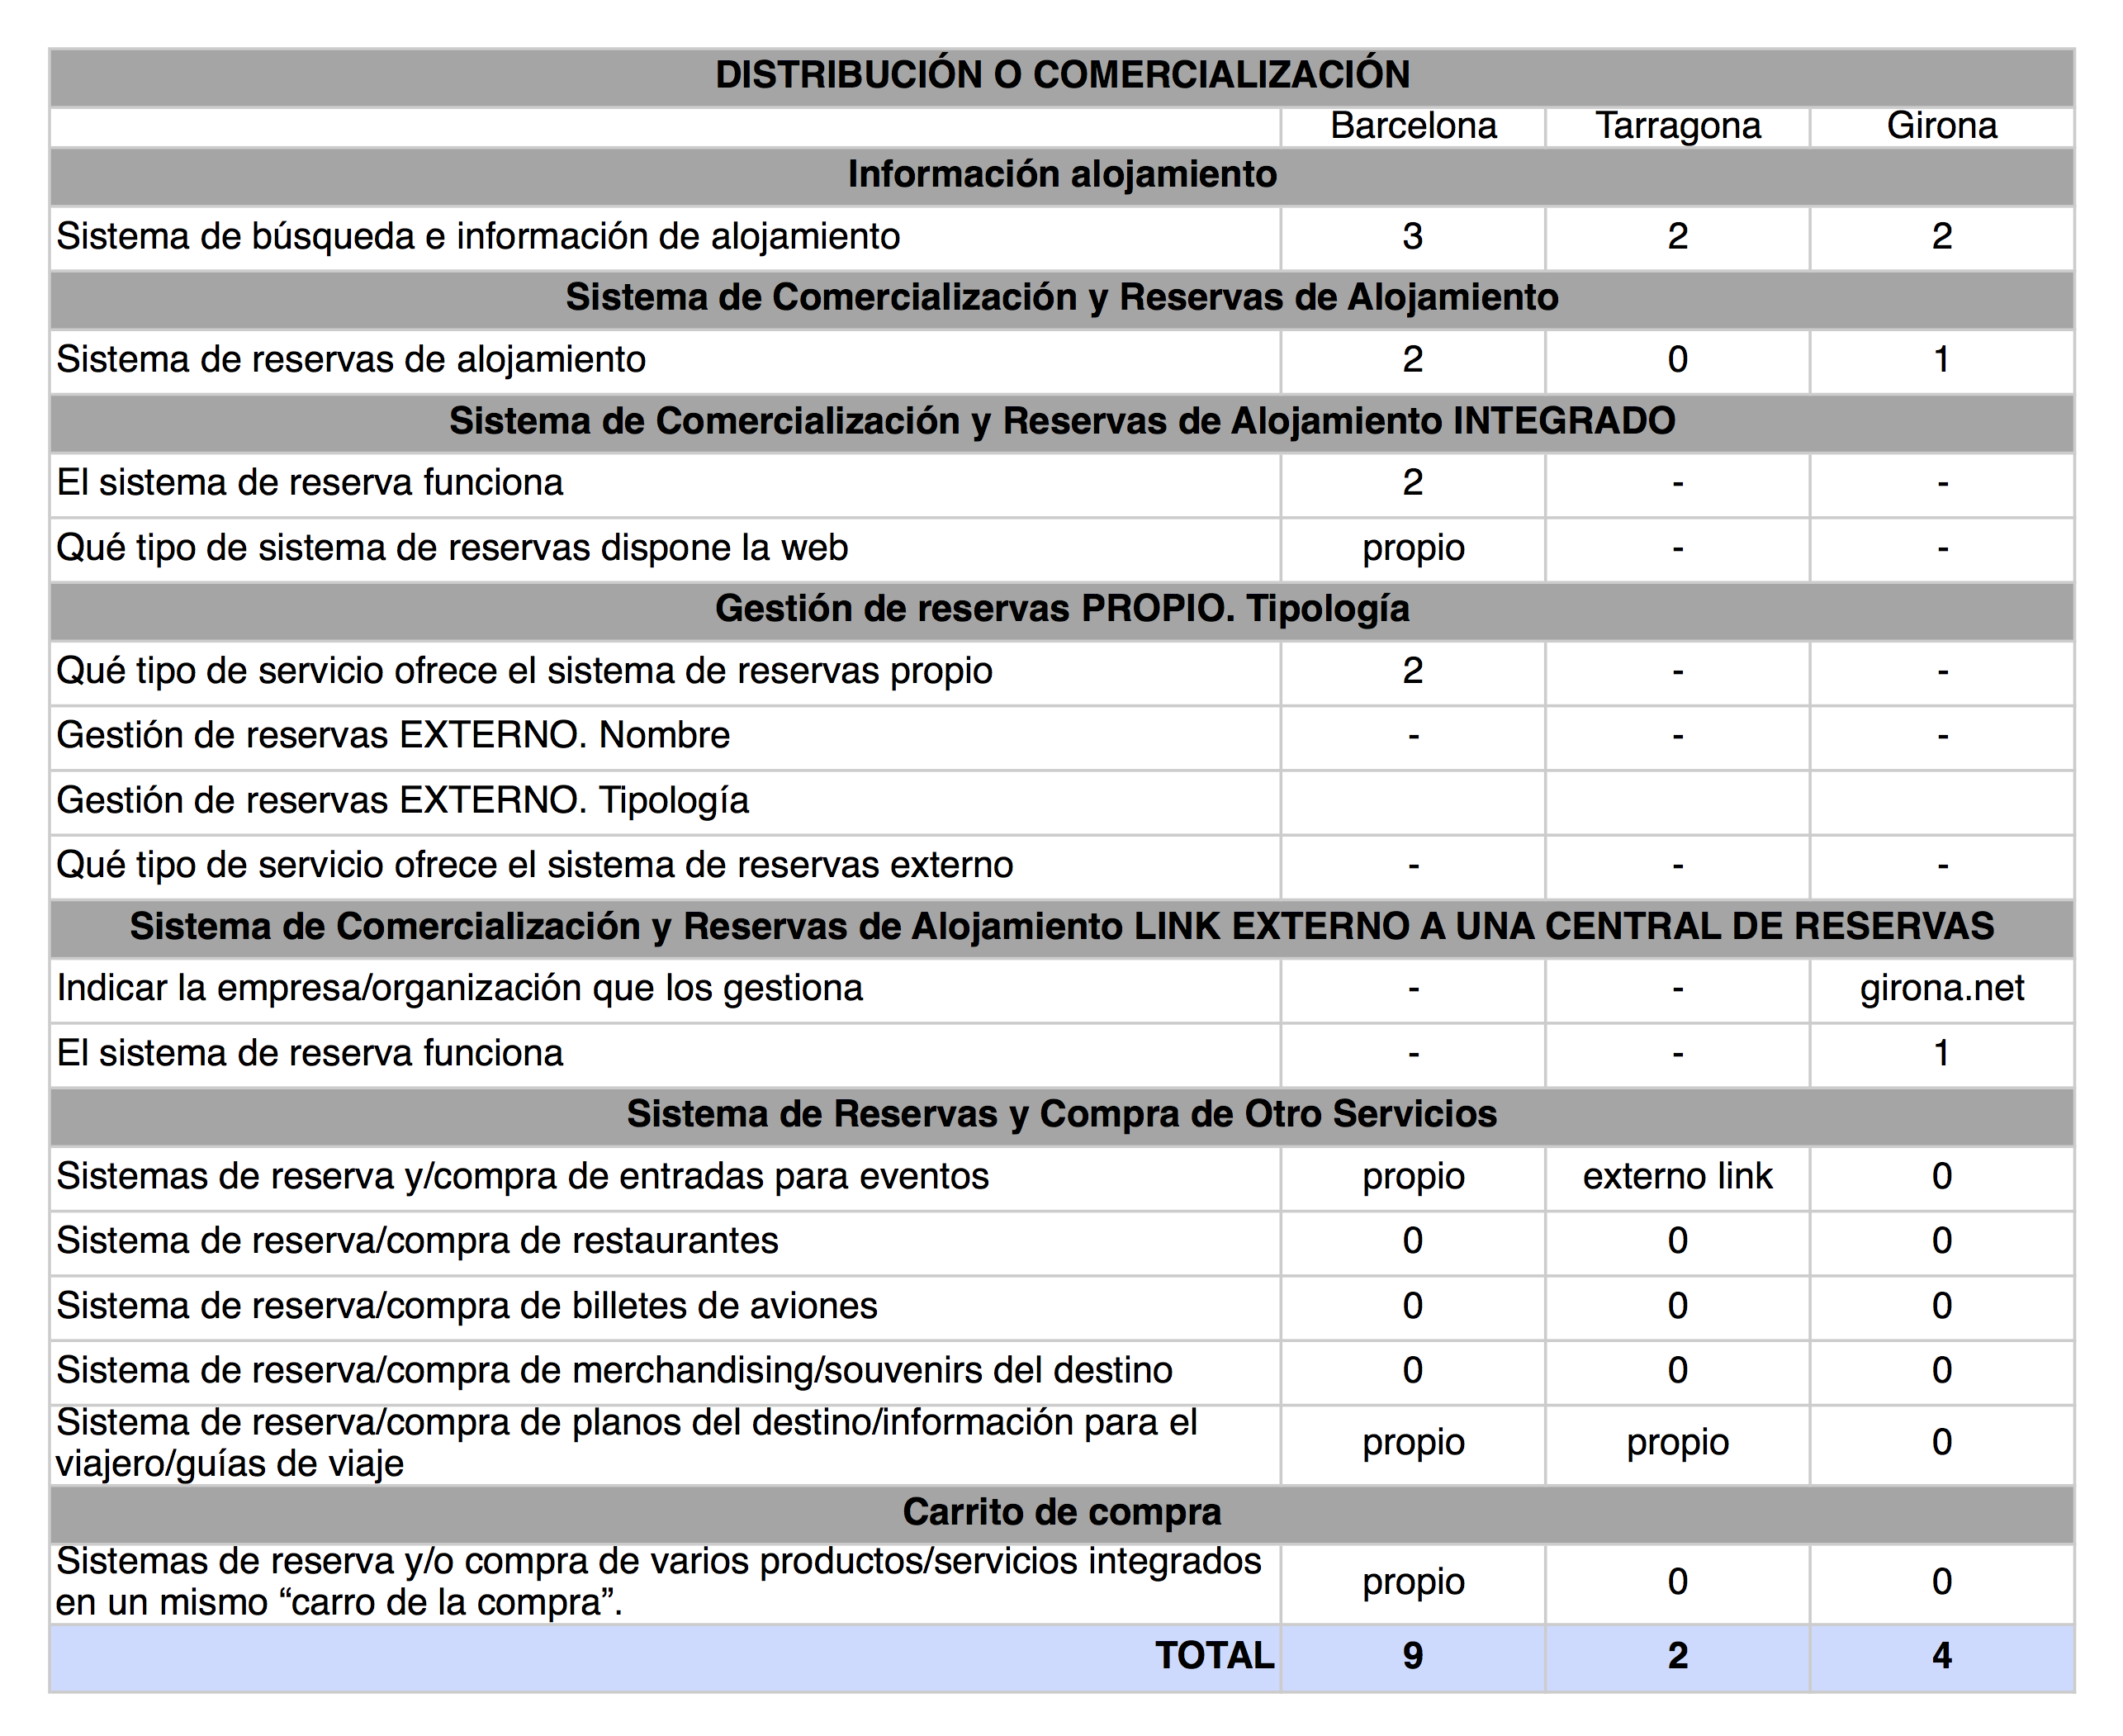 DISTRIBUCIÓN O COMERCIALIZACIÓN
Barcelona Tarragona Girona
Información alojamiento
Sistema de búsqueda e información de alojamiento 3 2 2
Sistema de Comercialización y Reservas de Alojamiento
Sistema de reservas de alojamiento 2 0 1
Sistema de Comercialización y Reservas de Alojamiento INTEGRADO
El sistema de reserva funciona 2 - -
Qué tipo de sistema de reservas dispone la web propio - -
Gestión de reservas PROPIO. Tipología
Qué tipo de servicio ofrece el sistema de reservas propio 2 - -
Gestión de reservas EXTERNO. Nombre - - -
Gestión de reservas EXTERNO. Tipología
Qué tipo de servicio ofrece el sistema de reservas externo - - -
Sistema de Comercialización y Reservas de Alojamiento LINK EXTERNO A UNA CENTRAL DE RESERVAS
Indicar la empresa/organización que los gestiona - - girona.net
El sistema de reserva funciona - - 1
Sistema de Reservas y Compra de Otro Servicios
Sistemas de reserva y/compra de entradas para eventos propio externo link 0
Sistema de reserva/compra de restaurantes 0 0 0
Sistema de reserva/compra de billetes de aviones 0 0 0
Sistema de reserva/compra de merchandising/souvenirs del destino 0 0 0
Sistema de reserva/compra de planos del destino/información para el
viajero/guías de viaje propio propio 0
Carrito de compra
Sistemas de reserva y/o compra de varios productos/servicios integrados
en un mismo “carro de la compra”. propio 0 0
TOTAL 9 2 4